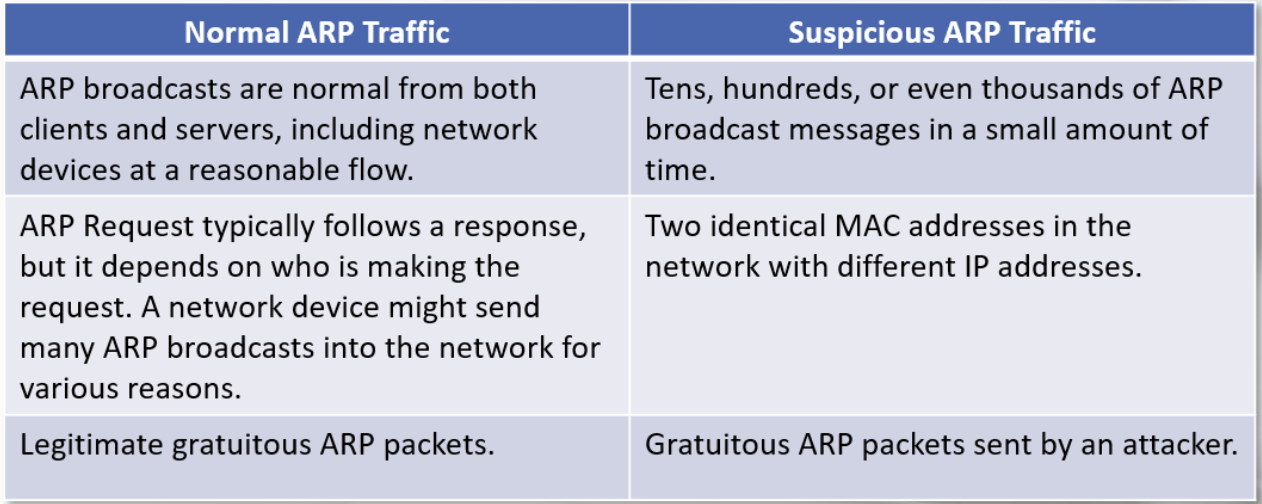 Normal ARP Traffic
Suspicious ARP Traffic
ARP broadcasts are normal from both
clients and servers, including network
devices at a reasonable flow.
Tens, hundreds, or even thousands of ARP
broadcast messages in a small amount of
time.
ARP Request typically follows a response,
but it depends on who is making the
request. A network device might send
many ARP broadcasts into the network for
various reasons.
Two identical MAC addresses in the
network with different IP addresses.
Legitimate gratuitous ARP packets.
Gratuitous ARP packets sent by an attacker.